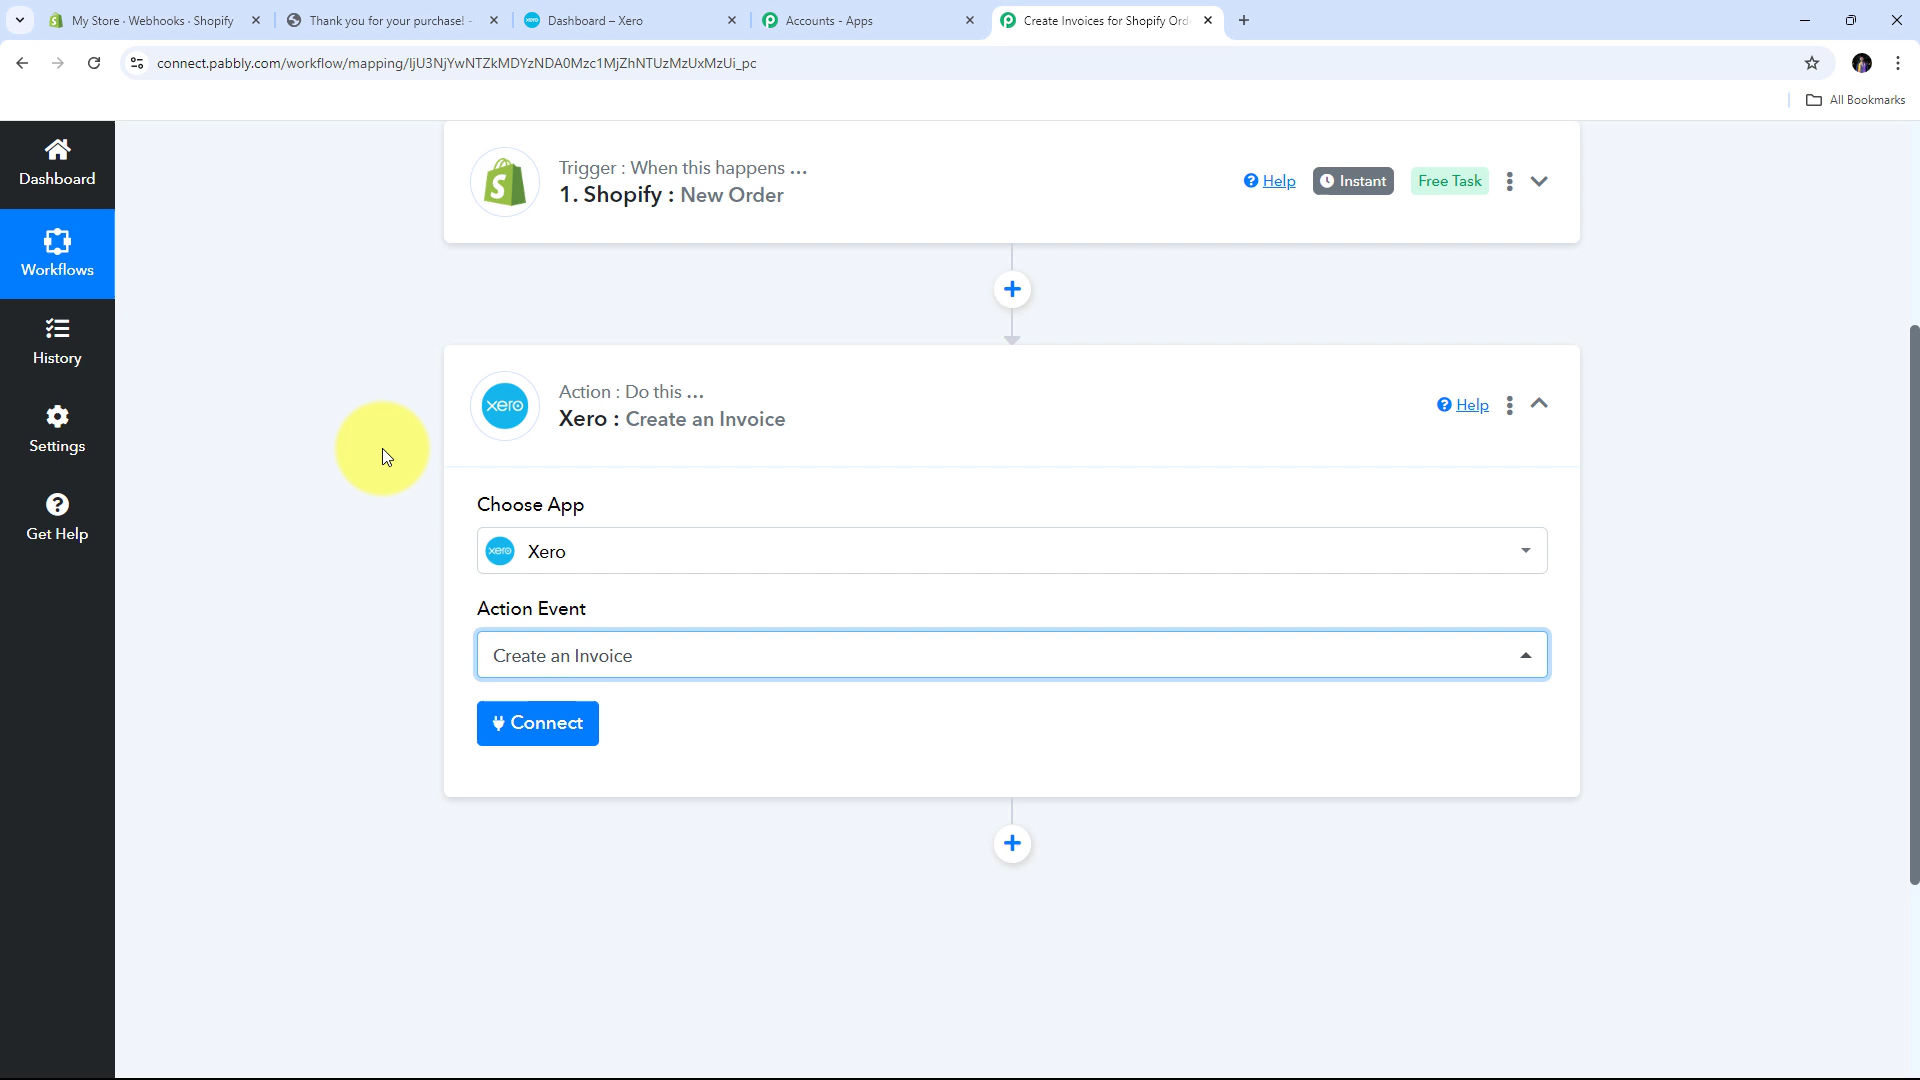 My Store · Webhooks · Shopify
Thank you for your purchase! -
Dashboard – Xero
Accounts - Apps
Create Invoices for Shopify Orde
connect.pabbly.com/workflow/mapping/IjU3NjYwNTZkMDYzNDA0Mzc1MjZhNTUzMzUxMzUi_pc
All Bookmarks
Dashboard
Workflows
History
Settings
Get Help
Trigger : When this happens ...
1. Shopify : New Order
Help
Instant
Free Task
xero
Action : Do this ...
Xero : Create an Invoice
Help
Choose App
xero Xero
Action Event
Create an Invoice
Connect